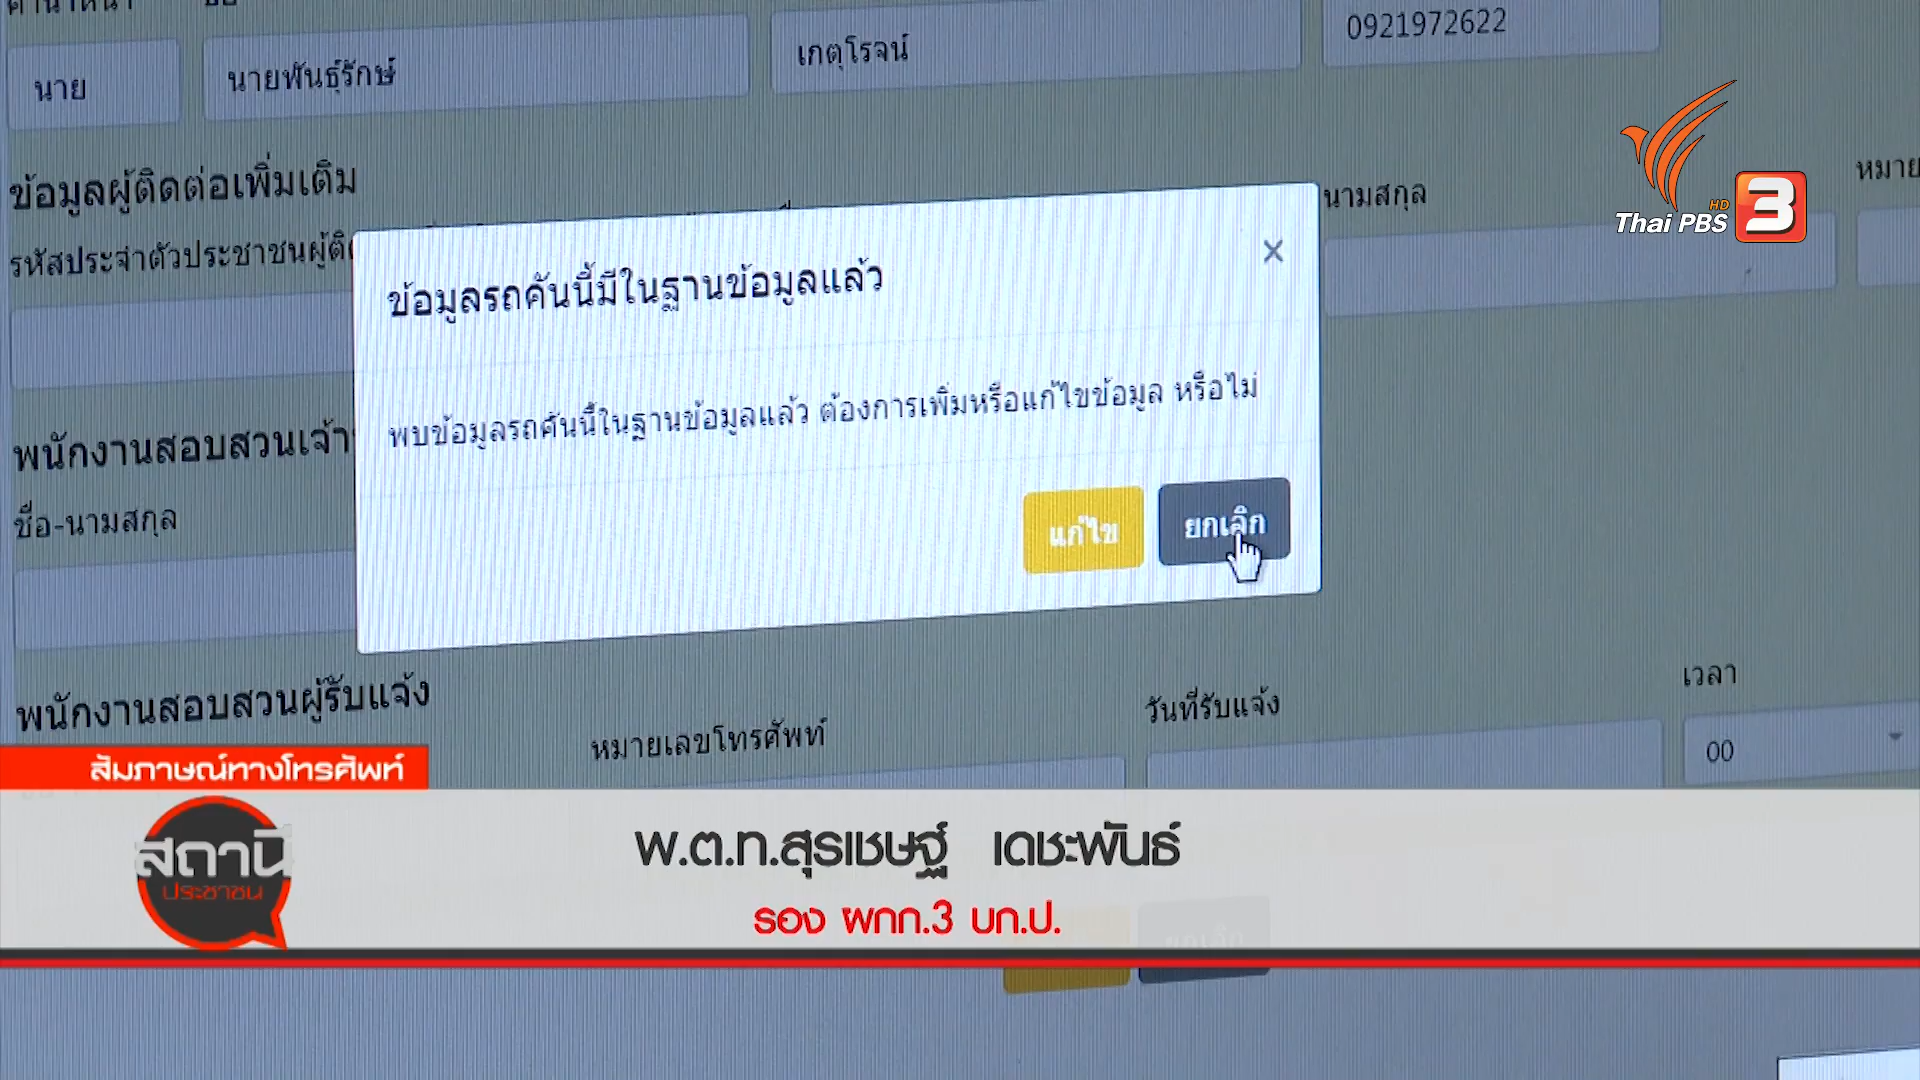 นาย
นายพันธุ์รักษ์
เกตุโรจน์
0921972622
HD
Thai PBS 3
ข้อมูลผู้ติดต่อเพิ่มเติม
นามสกุล
หมาย
รหัสประจำตัวประชาชนผู้ติด
ข้อมูลรถคันนี้มีในฐานข้อมูลแล้ว
×
พบข้อมูลรถคันนี้ในฐานข้อมูลแล้ว ต้องการเพิ่มหรือแก้ไขข้อมูล หรือไม่
แก้ไข
ยกเลิก
พนักงานสอบสวนเจ้า
ชื่อ-นามสกุล
พนักงานสอบสวนผู้รับแจ้ง
หมายเลขโทรศัพท์
วันที่รับแจ้ง
เวลา
00
สัมภาษณ์ทางโทรศัพท์
สถานี
ประชาชน
พ.ต.ท.สุรเชษฐ์ เดชะพันธ์
รอง ผกก.3 บก.ป.